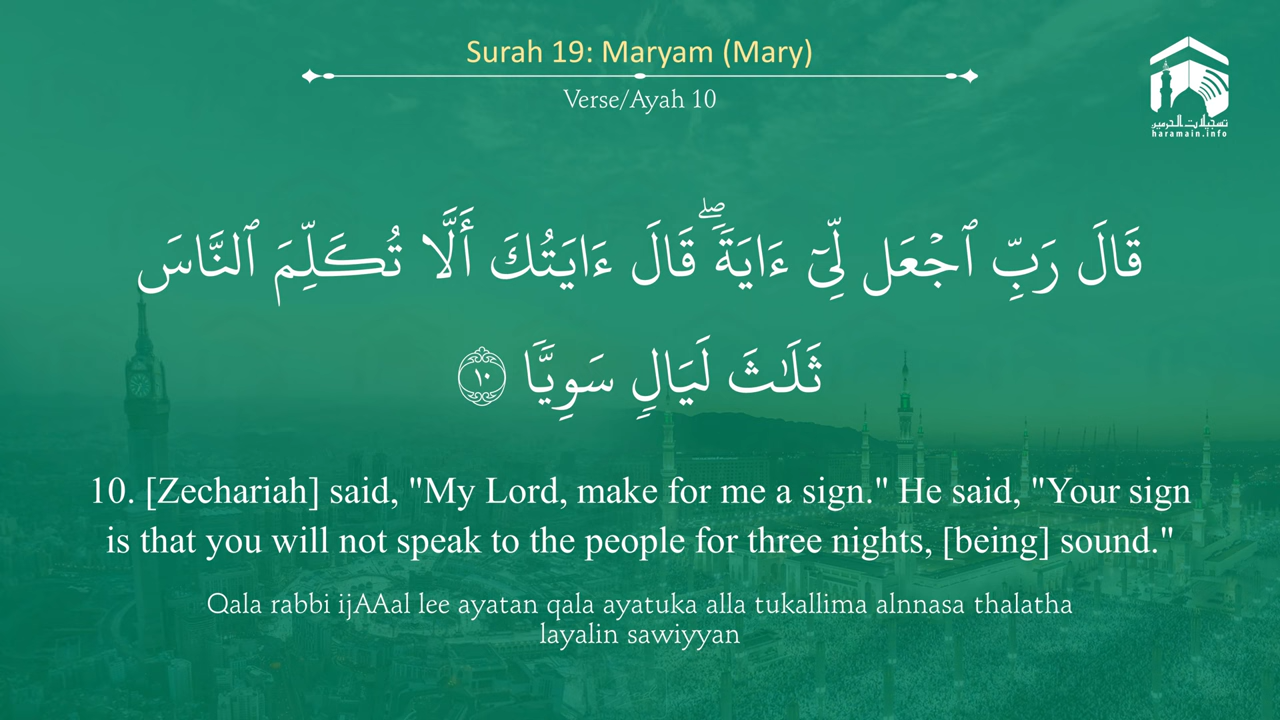 Surah 19: Maryam (Mary)
Verse/Ayah 10
تسجيلات الحرمين
haramain.info
قَالَ رَبِّ ٱجْعَل لِّىٓ ءَايَةًۭ ۖ قَالَ ءَايَتُكَ أَلَّا تُكَلِّمَ ٱلنَّاسَ
ثَلَـٰثَ لَيَالٍۢ سَوِيًّۭا ١٠
10. [Zechariah] said, "My Lord, make for me a sign." He said, "Your sign
is that you will not speak to the people for three nights, [being] sound."
Qala rabbi ijAAal lee ayatan qala ayatuka alla tukallima alnnasa thalatha
layalin sawiyyan